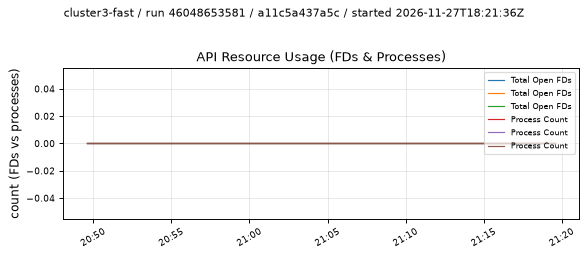 cluster3-fast / run 46048653581 / a11c5a437a5c / started 2026-11-27T18:21:36Z
API Resource Usage (FDs & Processes)
count (FDs vs processes)
0.04
0.02
0.00
−0.02
−0.04
Total Open FDs
Total Open FDs
Total Open FDs
Process Count
Process Count
Process Count
20:50
20:55
21:00
21:05
21:10
21:15
21:20